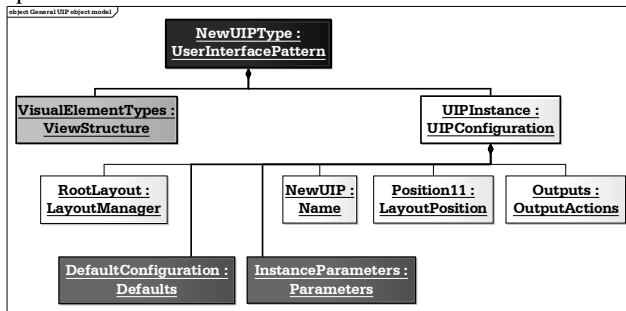 object General UIP object model
NewUIPType :
UserInterfacePattern
VisualElementTypes :
ViewStructure
UIPInstance :
UIPConfiguration
RootLayout :
LayoutManager
NewUIP :
Name
Position11 :
LayoutPosition
Outputs :
OutputActions
DefaultConfiguration :
Defaults
InstanceParameters :
Parameters